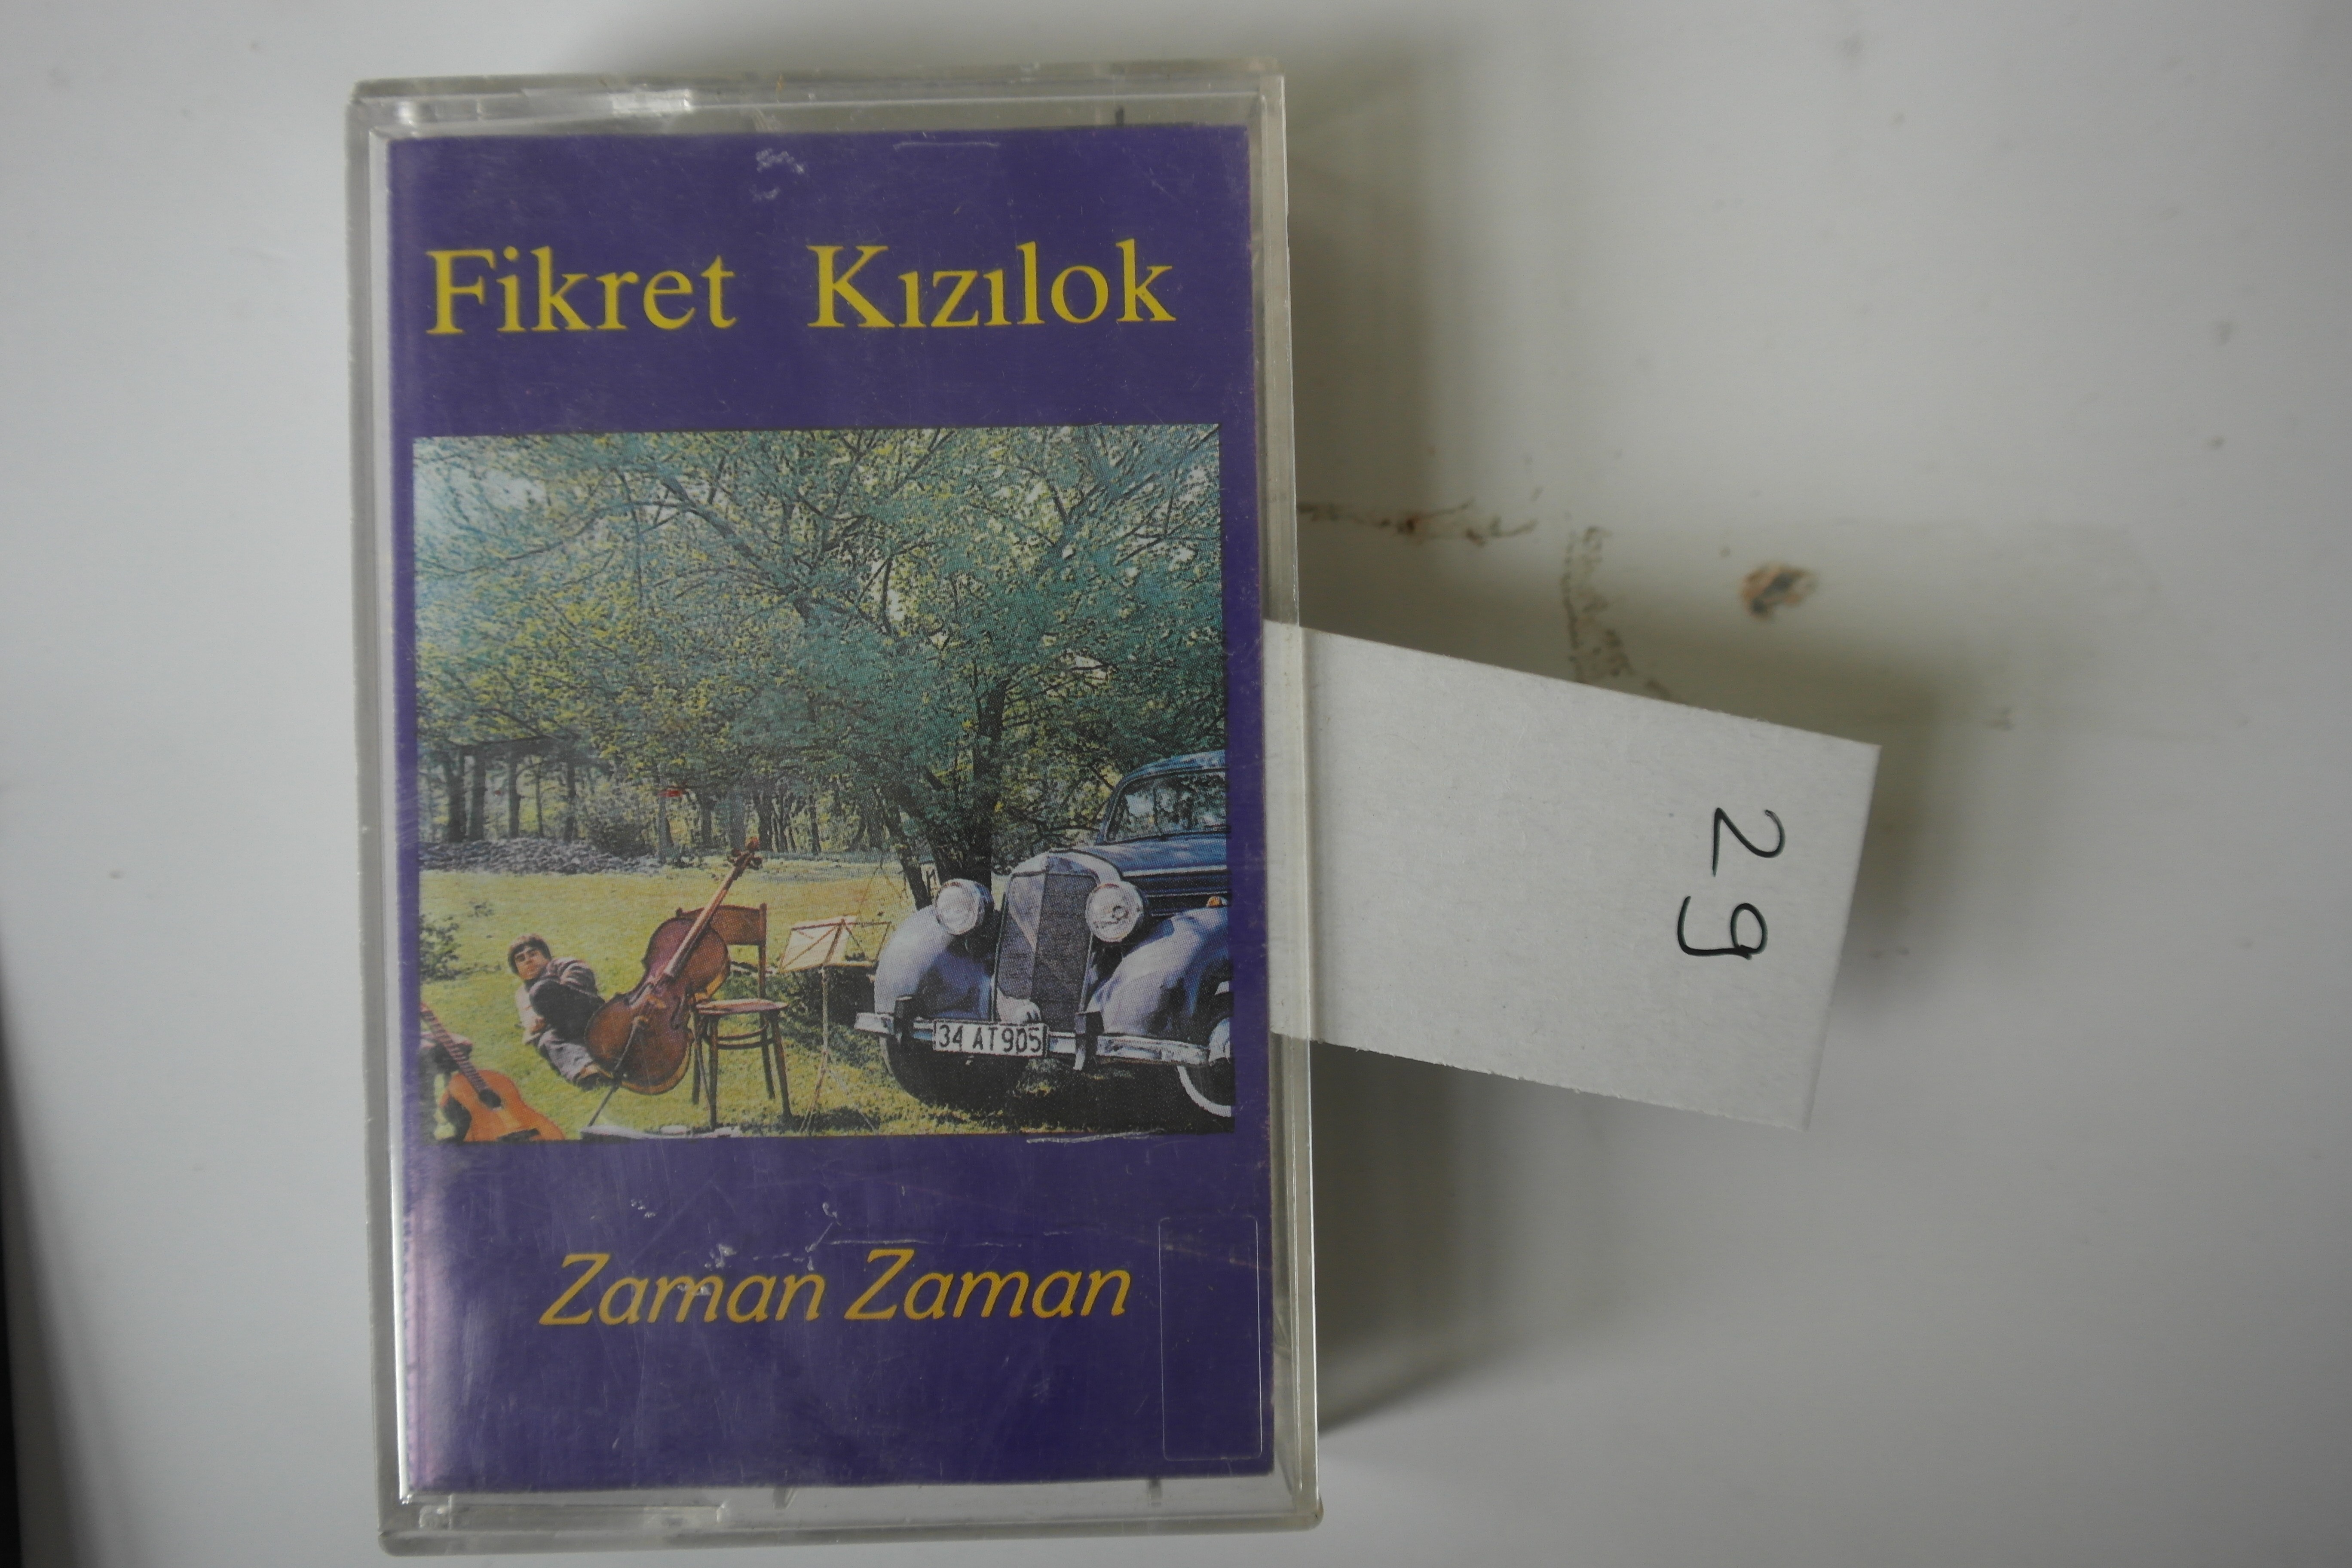 Fikret Kızılok
34 AT 905
Zaman Zaman
29